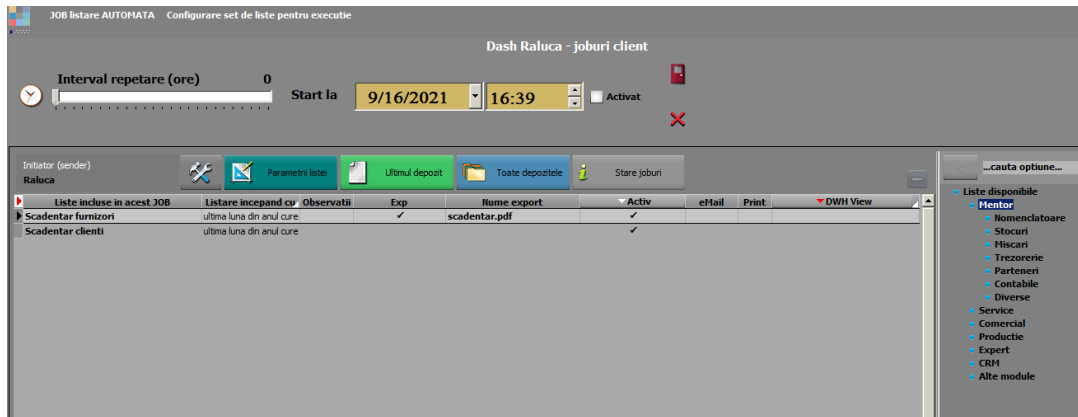 JOB listare AUTOMATA Configurare set de liste pentru executie
Dash Raluca - joburi client
Interval repetare (ore) 0
Start la 9/16/2021 16:39 Activat
Initiator (sender)
Raluca
Parametrii listei Ultimul depozit Toate depozitele Stare joburi
...cauta optiune...
Liste incluse in acest JOB Listare incepand cu Observatii Exp Nume export Activ eMail Print DWH View
Scadentar furnizori ultima luna din anul cure ✔ scadentar.pdf ✔
Scadentar clienti ultima luna din anul cure ✔
Liste disponibile
Mentor
Nomenclatoare
Stocuri
Miscari
Trezorerie
Parteneri
Contabile
Diverse
Service
Comercial
Productie
Expert
CRM
Alte module